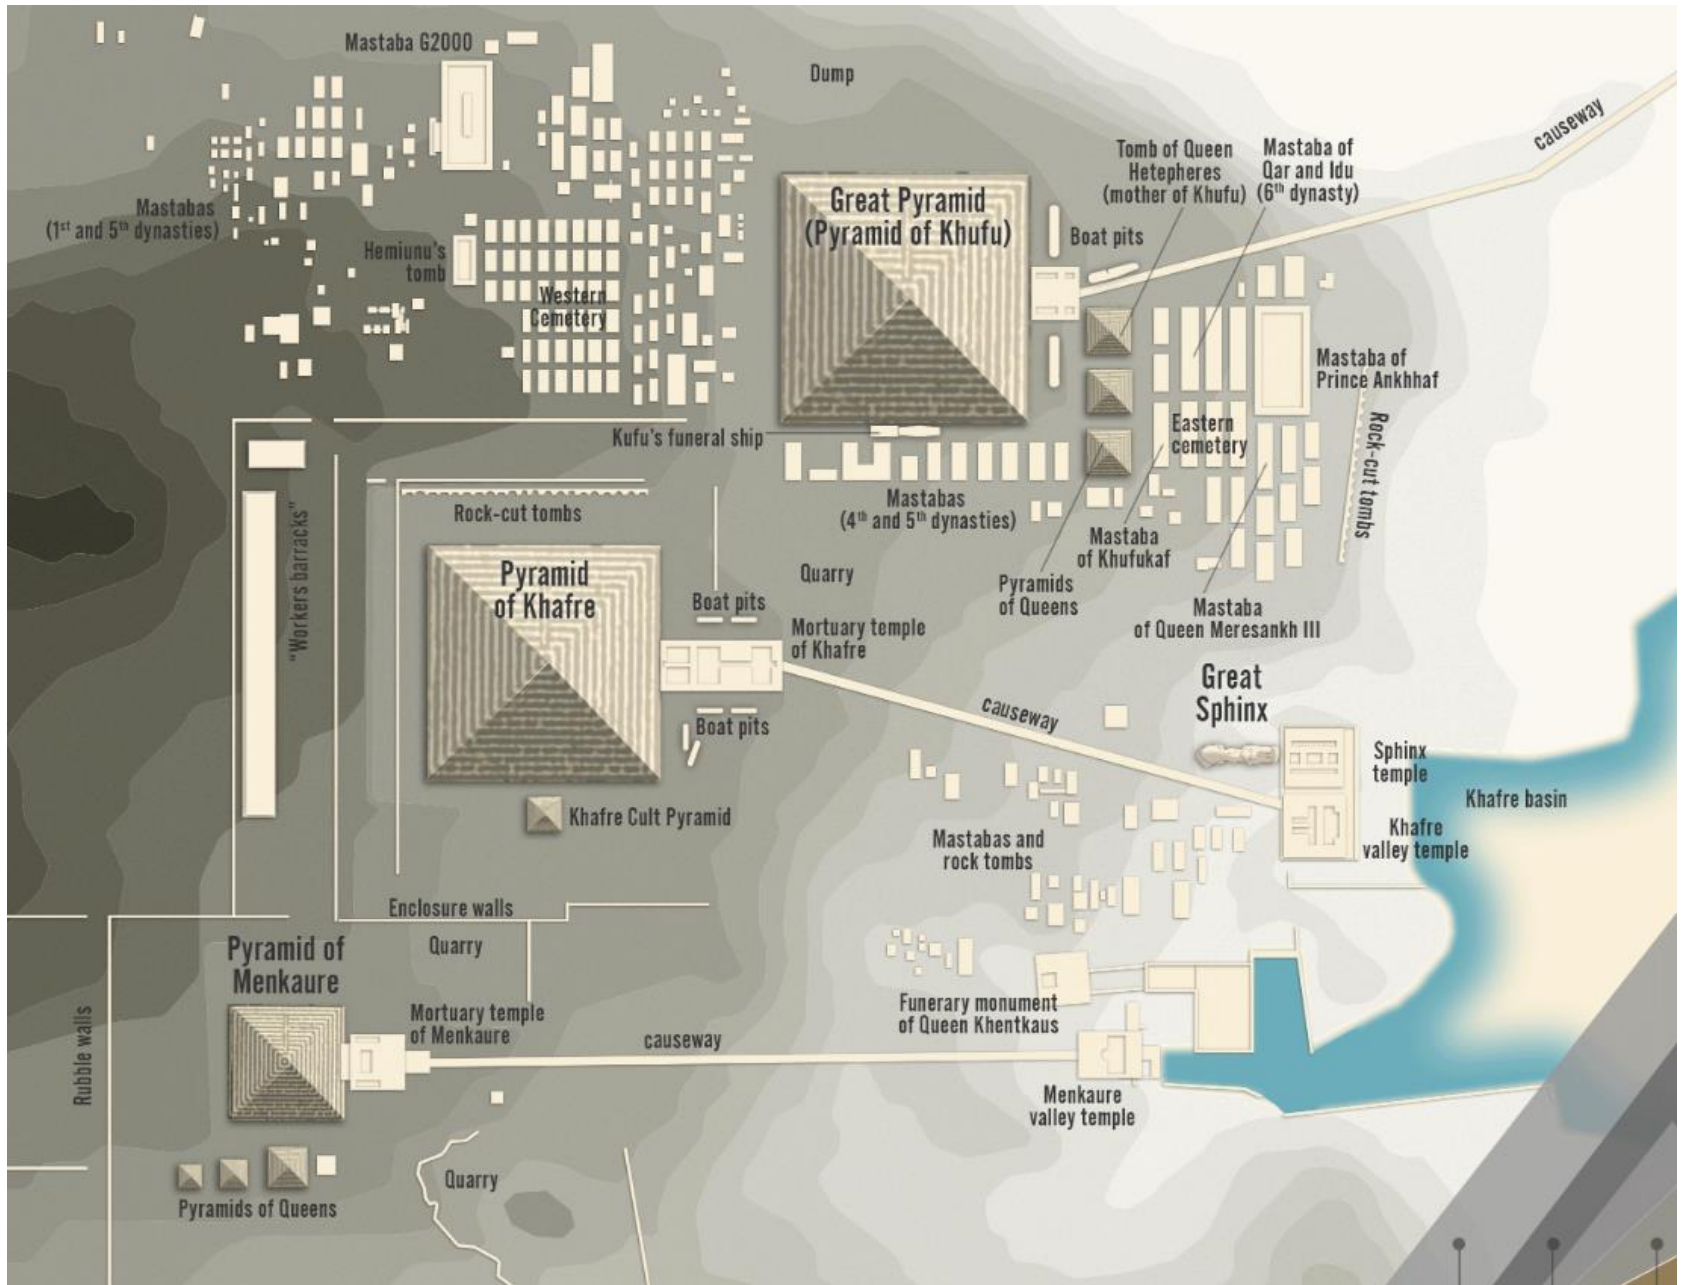 Mastaba G2000
Dump
causeway
Tomb of Queen
Hetepheres
(mother of Khufu)
Mastaba of
Qar and Idu
(6th dynasty)
Great Pyramid
(Pyramid of Khufu)
Mastabas
(1st and 5th dynasties)
Boat pits
Hemiunu's
tomb
Western
Cemetery
Mastaba of
Prince Ankhhaf
Kufu's funeral ship
Eastern
cemetery
Rock-cut tombs
Rock-cut tombs
Mastabas
(4th and 5th dynasties)
Mastaba
of Khufukaf
"Workers barracks"
Pyramid
of Khafre
Quarry
Pyramids
of Queens
Boat pits
Mastaba
of Queen Meresankh III
Mortuary temple
of Khafre
Great
Sphinx
causeway
Boat pits
Sphinx
temple
Khafre basin
Khafre Cult Pyramid
Mastabas and
rock tombs
Khafre
valley temple
Enclosure walls
Quarry
Pyramid of
Menkaure
Mortuary temple
of Menkaure
Funerary monument
of Queen Khentkaus
Rubble walls
causeway
Menkaure
valley temple
Quarry
Pyramids of Queens